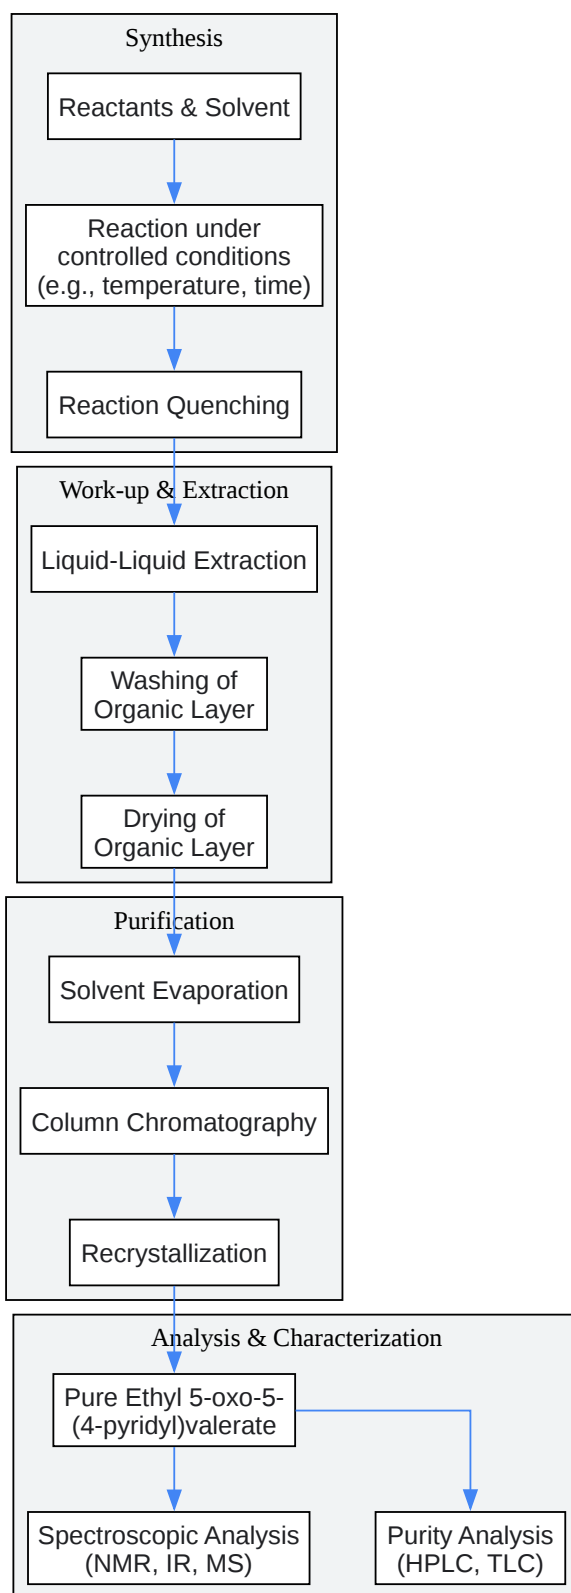 Synthesis
Reactants & Solvent
Reaction under
controlled conditions
(e.g., temperature, time)
Reaction Quenching
Work-up & Extraction
Liquid-Liquid Extraction
Washing of
Organic Layer
Drying of
Organic Layer
Purification
Solvent Evaporation
Column Chromatography
Recrystallization
Analysis & Characterization
Pure Ethyl 5-oxo-5-
(4-pyridyl)valerate
Spectroscopic Analysis
(NMR, IR, MS)
Purity Analysis
(HPLC, TLC)